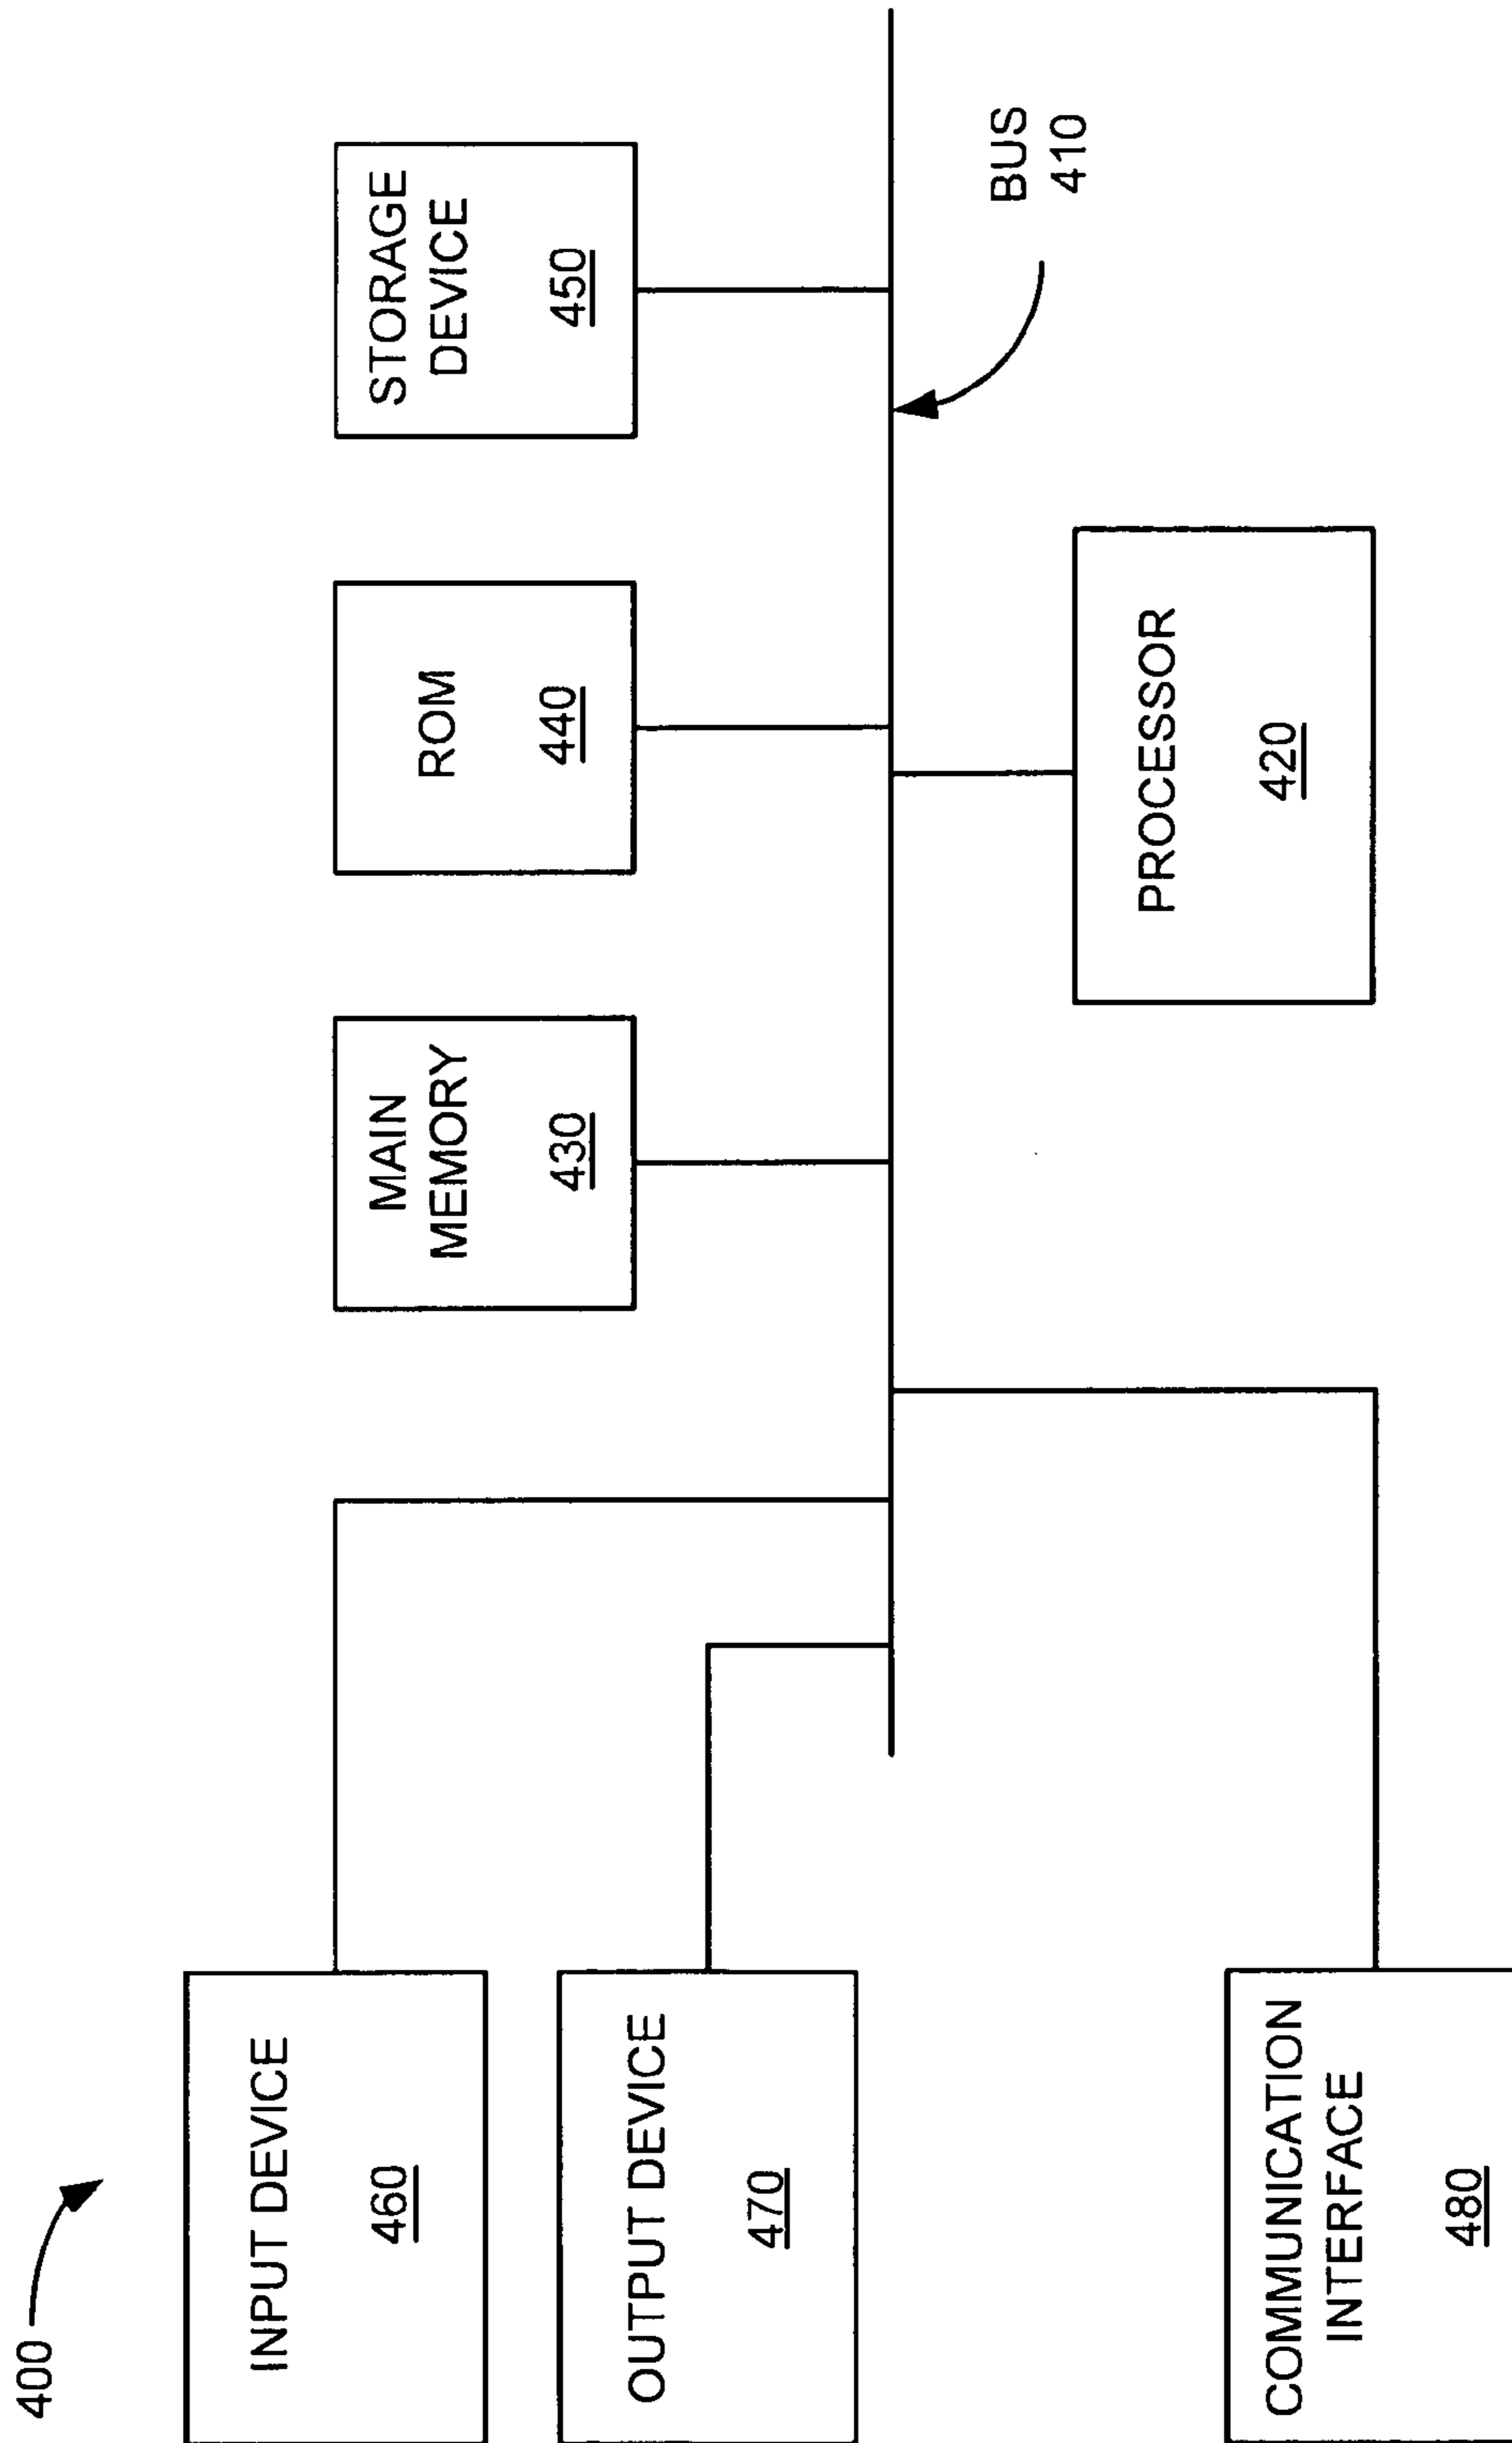 400
INPUT DEVICE
460
OUTPUT DEVICE
470
COMMUNICATION
INTERFACE
480
MAIN
MEMORY
430
ROM
440
STORAGE
DEVICE
450
PROCESSOR
420
BUS
410